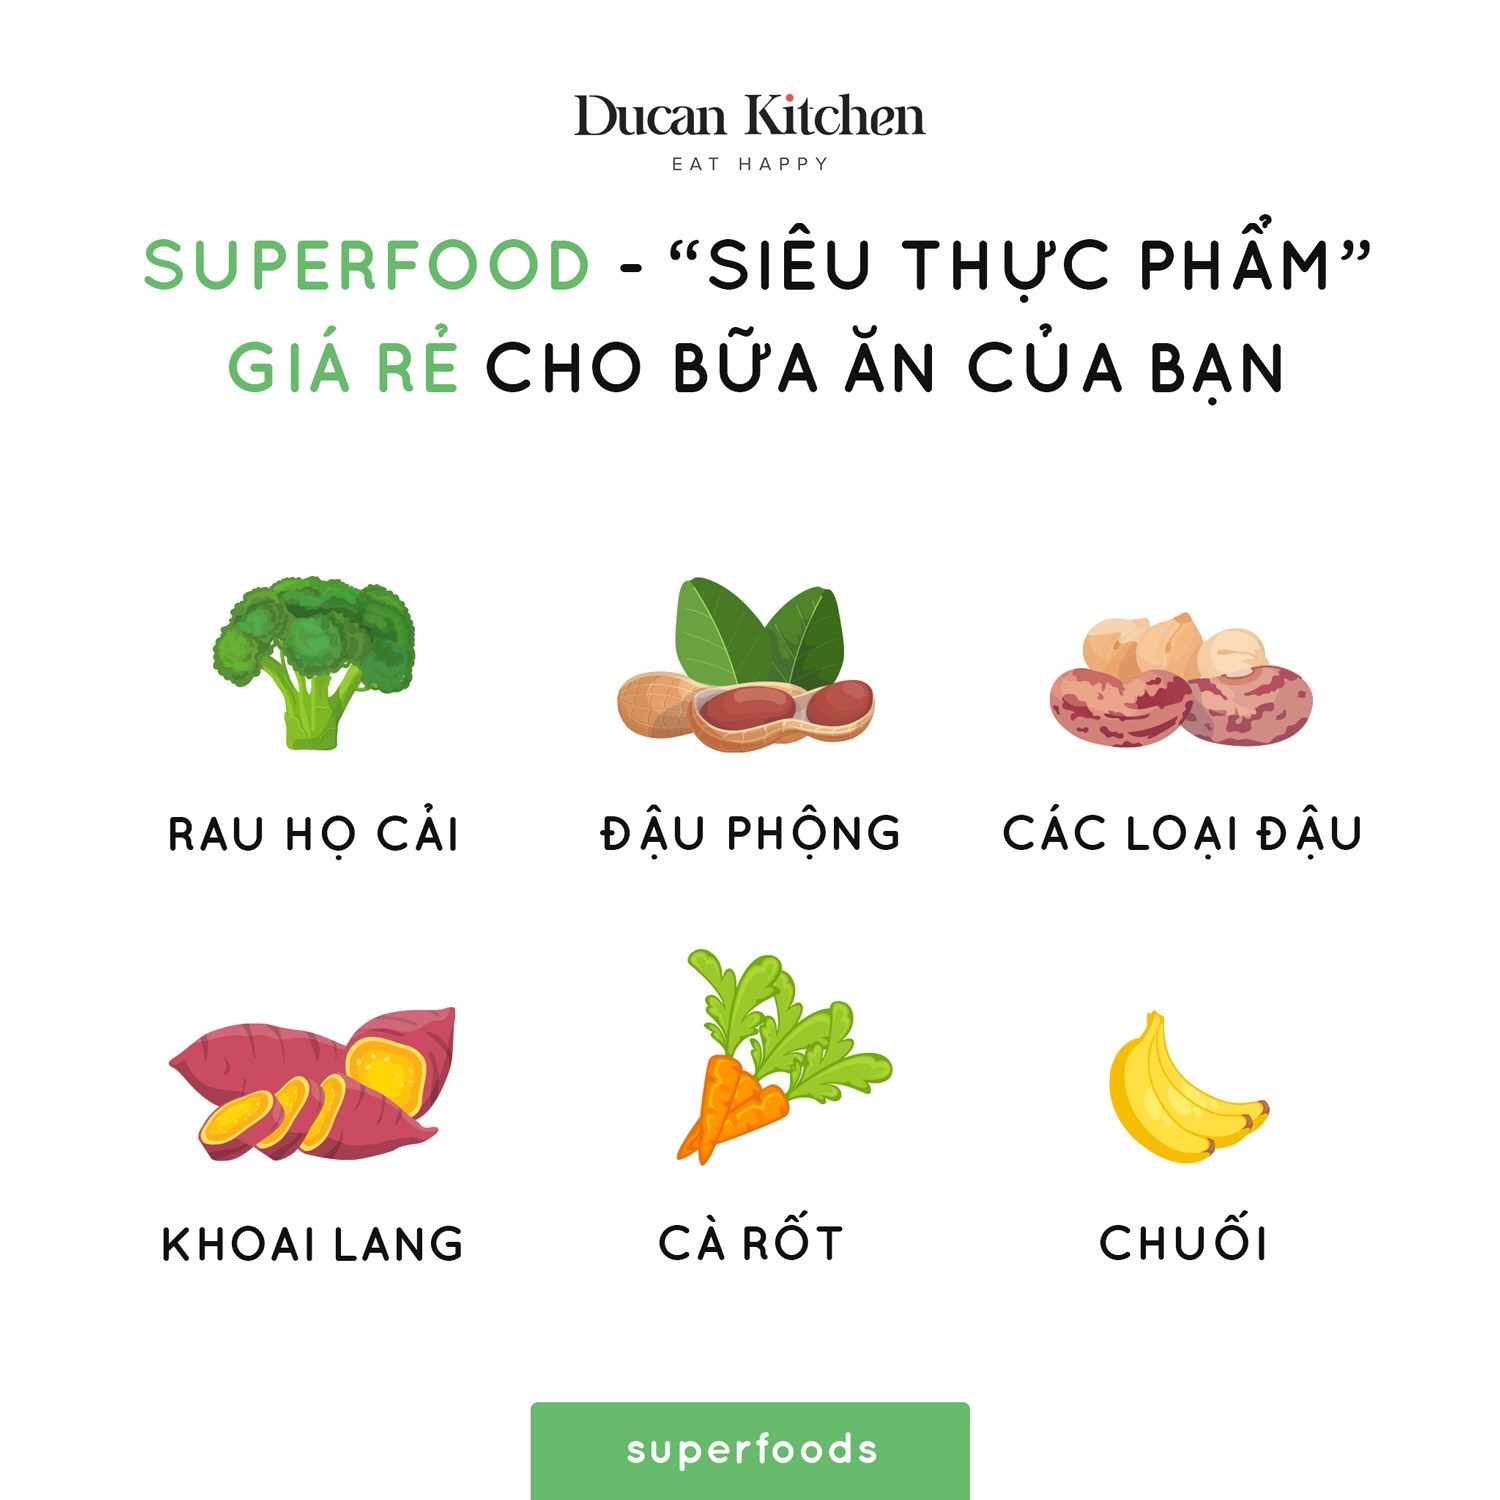 Ducan Kitchen
EAT HAPPY
SUPERFOOD - “SIÊU THỰC PHẨM”
GIÁ RẺ CHO BỮA ĂN CỦA BẠN
RAU HỌ CẢI
ĐẬU PHỘNG
CÁC LOẠI ĐẬU
KHOAI LANG
CÀ RỐT
CHUỐI
superfoods